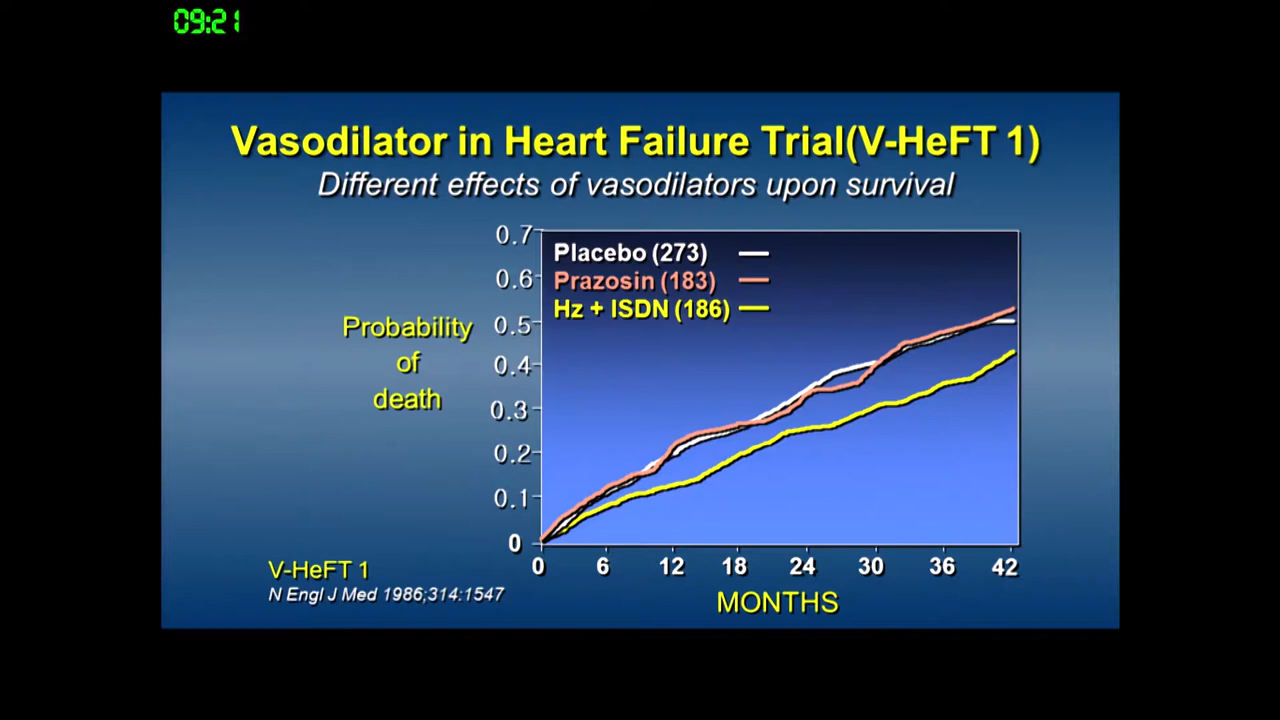 09:21
Vasodilator in Heart Failure Trial(V-HeFT 1)
Different effects of vasodilators upon survival
Placebo (273)
Prazosin (183)
Hz + ISDN (186)
Probability
of
death
0.7
0.6
0.5
0.4
0.3
0.2
0.1
0
0 6 12 18 24 30 36 42
MONTHS
V-HeFT 1
N Engl J Med 1986;314:1547